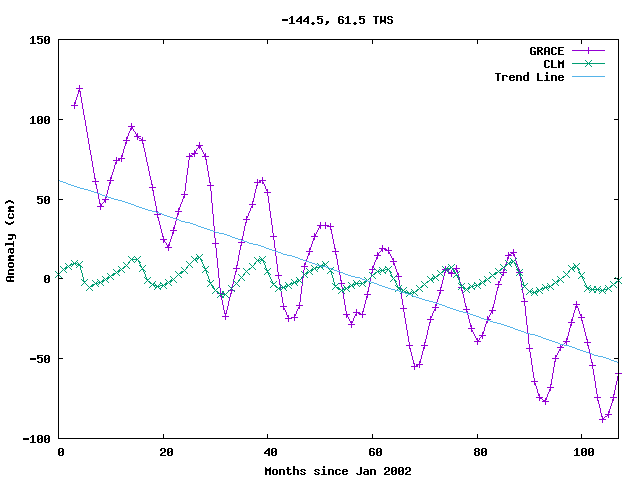 -144.5, 61.5 TWS
GRACE
CLM
Trend Line
150
100
50
0
-50
-100
Anomaly (cm)
0 20 40 60 80 100
Months since Jan 2002